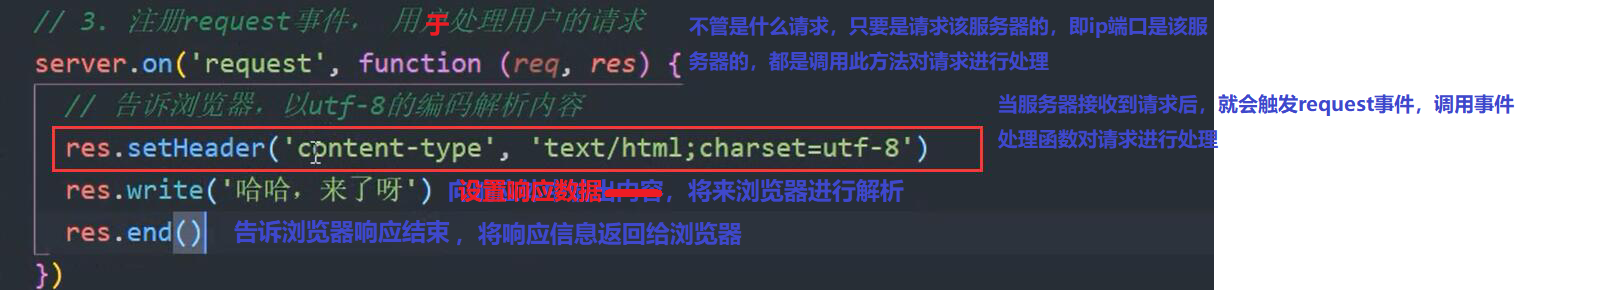 // 3. 注册request事件， 用于处理用户的请求
不管是什么请求，只要是请求该服务器的，即ip端口是该服
务器的，都是调用此方法对请求进行处理
server.on('request', function (req, res) {
// 告诉浏览器，以utf-8的编码解析内容
当服务器接收到请求后，就会触发request事件，调用事件
处理函数对请求进行处理
res.setHeader('content-type', 'text/html;charset=utf-8')
res.write('哈哈，来了呀') 设置响应数据 内容，将来浏览器进行解析
res.end() 告诉浏览器响应结束，将响应信息返回给浏览器
})